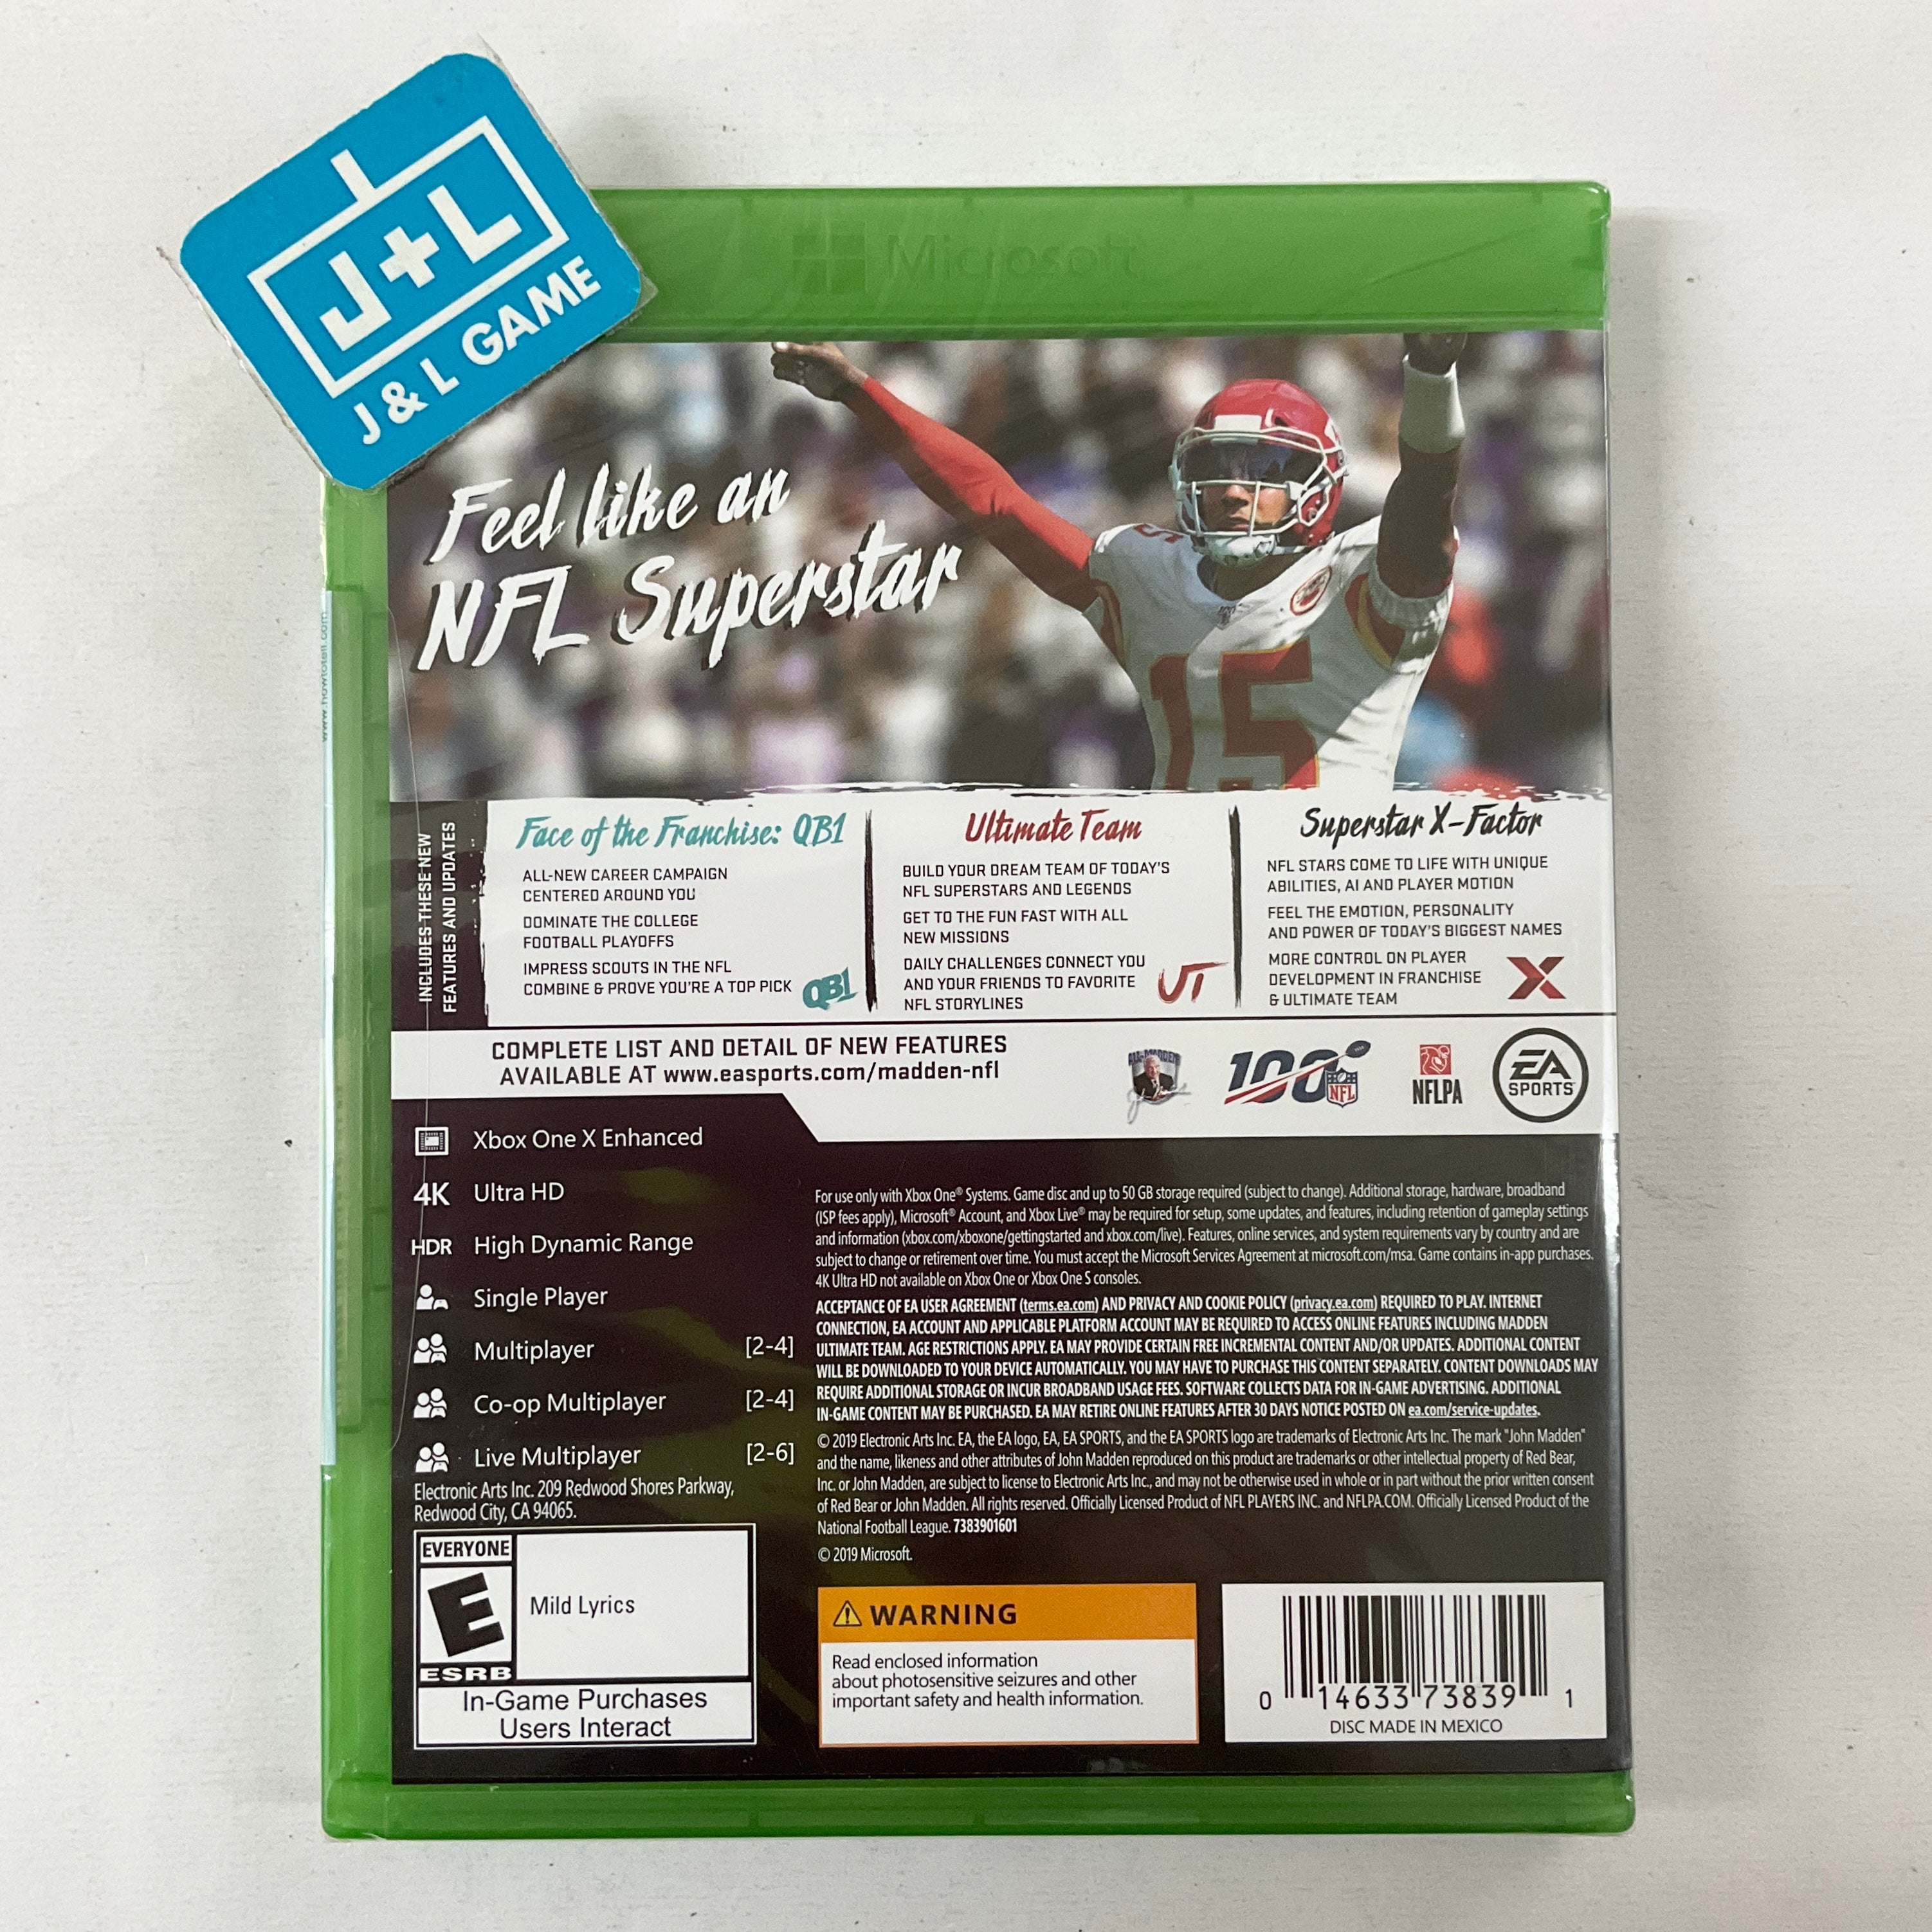 J+L
J & L GAME
Microsoft
www.howtotell.com
Feel like an
NFL Superstar
15
INCLUDES THESE NEW
FEATURES AND UPDATES
Face of the Franchise: QB1
ALL-NEW CAREER CAMPAIGN
CENTERED AROUND YOU
DOMINATE THE COLLEGE
FOOTBALL PLAYOFFS
IMPRESS SCOUTS IN THE NFL
COMBINE & PROVE YOU'RE A TOP PICK
QB1
Ultimate Team
BUILD YOUR DREAM TEAM OF TODAY'S
NFL SUPERSTARS AND LEGENDS
GET TO THE FUN FAST WITH ALL
NEW MISSIONS
DAILY CHALLENGES CONNECT YOU
AND YOUR FRIENDS TO FAVORITE
NFL STORYLINES
UT
Superstar X-Factor
NFL STARS COME TO LIFE WITH UNIQUE
ABILITIES, AI AND PLAYER MOTION
FEEL THE EMOTION, PERSONALITY
AND POWER OF TODAY'S BIGGEST NAMES
MORE CONTROL ON PLAYER
DEVELOPMENT IN FRANCHISE
& ULTIMATE TEAM
X
COMPLETE LIST AND DETAIL OF NEW FEATURES
AVAILABLE AT www.easports.com/madden-nfl
ALL-MADDEN
100
NFL
NFLPA
EA
SPORTS
Xbox One X Enhanced
4K Ultra HD
HDR High Dynamic Range
Single Player
Multiplayer [2-4]
Co-op Multiplayer [2-4]
Live Multiplayer [2-6]
Electronic Arts Inc. 209 Redwood Shores Parkway,
Redwood City, CA 94065.
EVERYONE
E
ESRB
Mild Lyrics
In-Game Purchases
Users Interact
For use only with Xbox One® Systems. Game disc and up to 50 GB storage required (subject to change). Additional storage, hardware, broadband
(ISP fees apply), Microsoft® Account, and Xbox Live® may be required for setup, some updates, and features, including retention of gameplay settings
and information (xbox.com/xboxone/gettingstarted and xbox.com/live). Features, online services, and system requirements vary by country and are
subject to change or retirement over time. You must accept the Microsoft Services Agreement at microsoft.com/msa. Game contains in-app purchases.
4K Ultra HD not available on Xbox One or Xbox One S consoles.
ACCEPTANCE OF EA USER AGREEMENT (terms.ea.com) AND PRIVACY AND COOKIE POLICY (privacy.ea.com) REQUIRED TO PLAY. INTERNET
CONNECTION, EA ACCOUNT AND APPLICABLE PLATFORM ACCOUNT MAY BE REQUIRED TO ACCESS ONLINE FEATURES INCLUDING MADDEN
ULTIMATE TEAM. AGE RESTRICTIONS APPLY. EA MAY PROVIDE CERTAIN FREE INCREMENTAL CONTENT AND/OR UPDATES. ADDITIONAL CONTENT
WILL BE DOWNLOADED TO YOUR DEVICE AUTOMATICALLY. YOU MAY HAVE TO PURCHASE THIS CONTENT SEPARATELY. CONTENT DOWNLOADS MAY
REQUIRE ADDITIONAL STORAGE OR INCUR BROADBAND USAGE FEES. SOFTWARE COLLECTS DATA FOR IN-GAME ADVERTISING. ADDITIONAL
IN-GAME CONTENT MAY BE PURCHASED. EA MAY RETIRE ONLINE FEATURES AFTER 30 DAYS NOTICE POSTED ON ea.com/service-updates.
© 2019 Electronic Arts Inc. EA, the EA logo, EA, EA SPORTS, and the EA SPORTS logo are trademarks of Electronic Arts Inc. The mark "John Madden"
and the name, likeness and other attributes of John Madden reproduced on this product are trademarks or other intellectual property of Red Bear,
Inc. or John Madden, are subject to license to Electronic Arts Inc., and may not be otherwise used in whole or in part without the prior written consent
of Red Bear or John Madden. All rights reserved. Officially Licensed Product of NFL PLAYERS INC. and NFLPA.COM. Officially Licensed Product of the
National Football League. 7383901601
© 2019 Microsoft.
WARNING
Read enclosed information
about photosensitive seizures and other
important safety and health information.
0 14633 73839 1
DISC MADE IN MEXICO